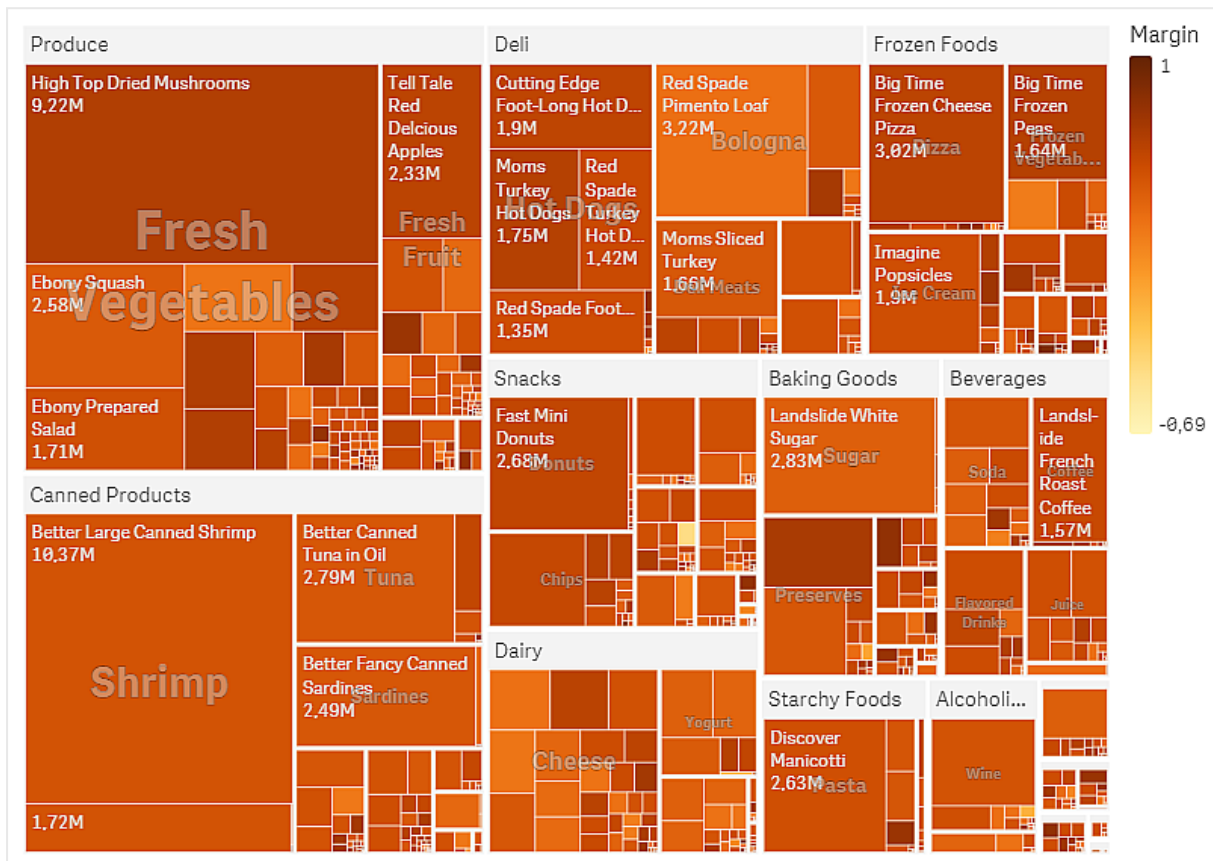 Produce
High Top Dried Mushrooms
9,22M
Tell Tale
Red
Delcious
Apples
2,33M
Fresh
Vegetables
Fresh
Fruit
Ebony Squash
2,58M
Ebony Prepared
Salad
1,71M
Canned Products
Better Large Canned Shrimp
10,37M
Shrimp
1,72M
Better Canned
Tuna in Oil
2,79M
Tuna
Better Fancy Canned
Sardines
2,49M
Sardines
Deli
Cutting Edge
Foot-Long Hot D...
1,9M
Moms
Turkey
Hot Dogs
1,75M
Red
Spade
Turkey
Hot D...
1,42M
Hot Dogs
Red Spade Foot...
1,35M
Red Spade
Pimento Loaf
3,22M
Bologna
Moms Sliced
Turkey
1,66M
Deli Meats
Frozen Foods
Big Time
Frozen Cheese
Pizza
3,02M
Pizza
Big Time
Frozen
Peas
1,64M
Frozen
Vegetab...
Imagine
Popsicles
1,9M
Ice Cream
Snacks
Fast Mini
Donuts
2,68M
Donuts
Chips
Baking Goods
Landslide White
Sugar
2,83M
Sugar
Preserves
Beverages
Soda
Landsl-
ide
French
Roast
Coffee
1,57M
Coffee
Flavored
Drinks
Juice
Dairy
Cheese
Yogurt
Starchy Foods
Discover
Manicotti
2,63M
Pasta
Alcoholi...
Wine
Margin
1
-0,69